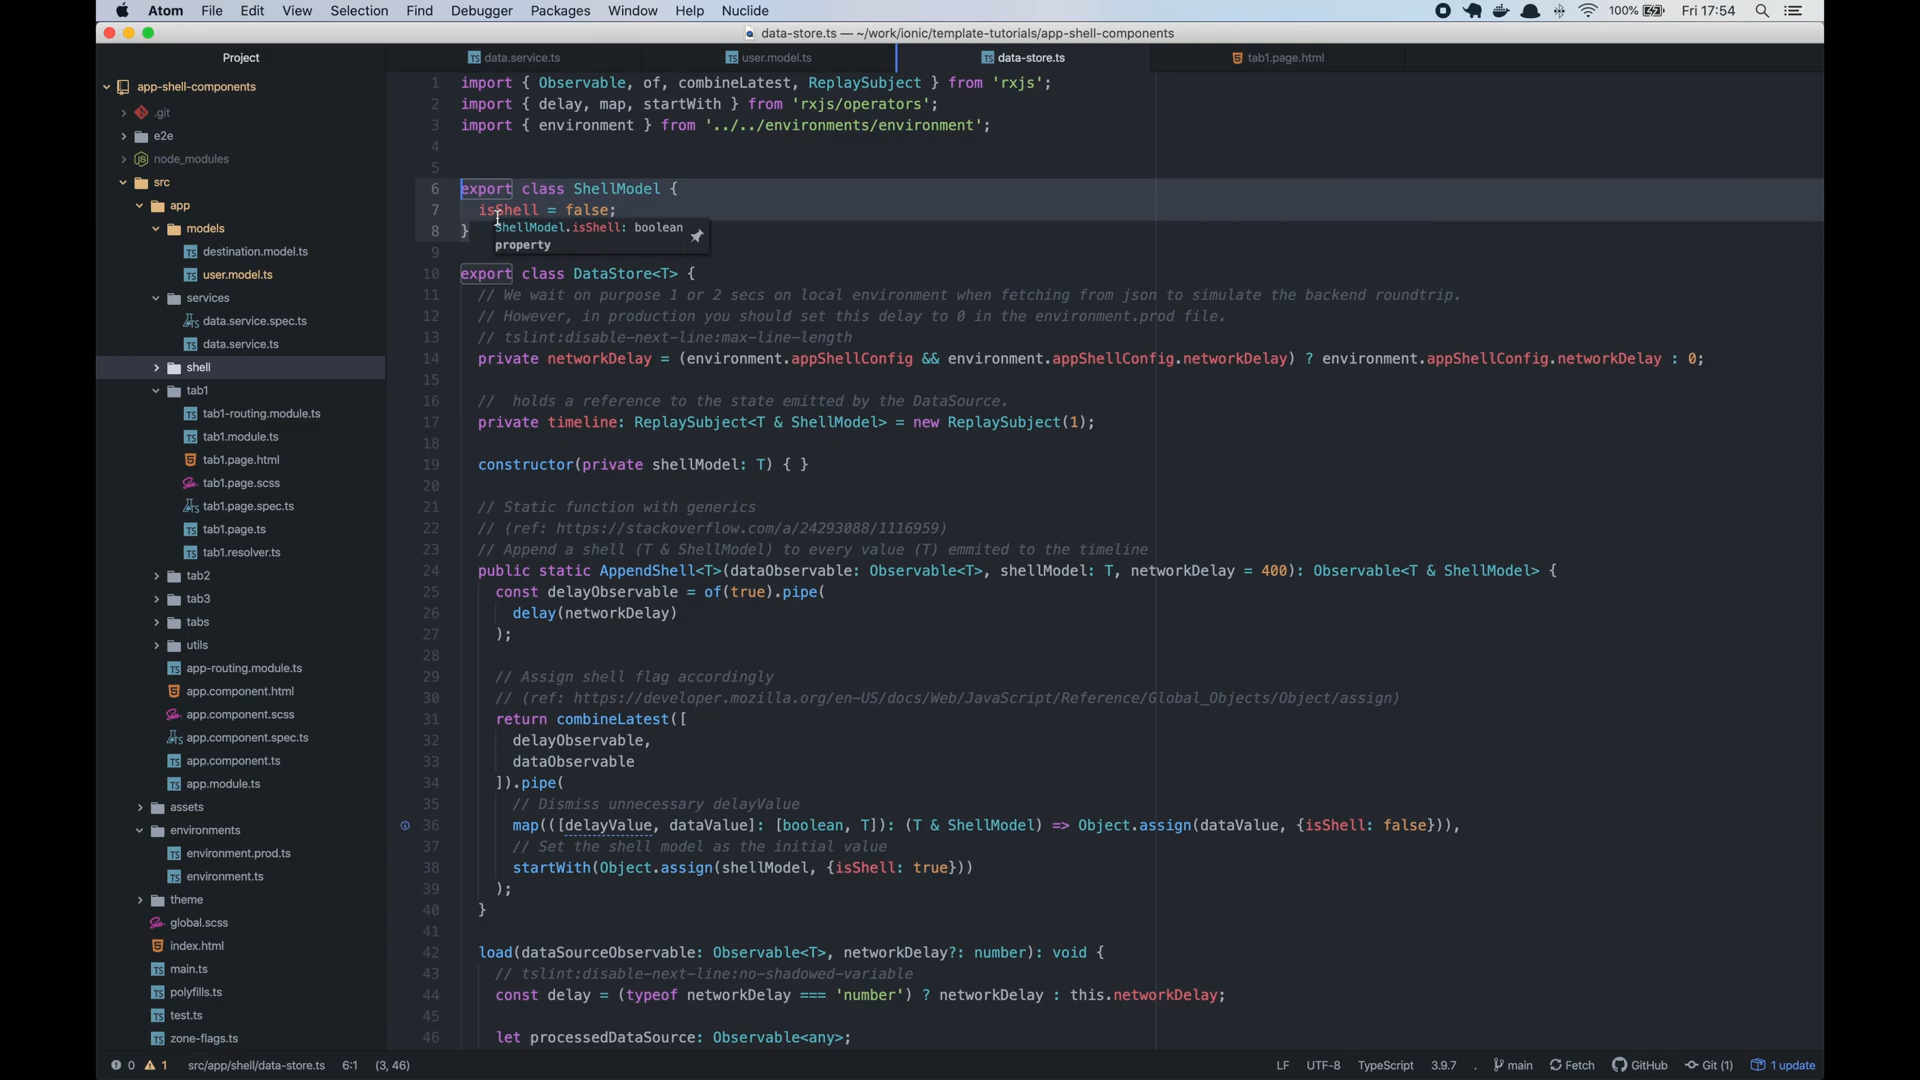 Atom File Edit View Selection Find Debugger Packages Window Help Nuclide 100% Fri 17:54
data-store.ts — ~/work/ionic/template-tutorials/app-shell-components
Project
data.service.ts
user.model.ts
data-store.ts
tab1.page.html
app-shell-components
.git
e2e
node_modules
src
app
models
destination.model.ts
user.model.ts
services
data.service.spec.ts
data.service.ts
shell
tab1
tab1-routing.module.ts
tab1.module.ts
tab1.page.html
tab1.page.scss
tab1.page.spec.ts
tab1.page.ts
tab1.resolver.ts
tab2
tab3
tabs
utils
app-routing.module.ts
app.component.html
app.component.scss
app.component.spec.ts
app.component.ts
app.module.ts
assets
environments
environment.prod.ts
environment.ts
theme
global.scss
index.html
main.ts
polyfills.ts
test.ts
zone-flags.ts
1 import { Observable, of, combineLatest, ReplaySubject } from 'rxjs';
2 import { delay, map, startWith } from 'rxjs/operators';
3 import { environment } from '../../environments/environment';
4
5
6 export class ShellModel {
7 isShell = false;
8 }
ShellModel.isShell: boolean
property
9
10 export class DataStore<T> {
11 // We wait on purpose 1 or 2 secs on local environment when fetching from json to simulate the backend roundtrip.
12 // However, in production you should set this delay to 0 in the environment.prod file.
13 // tslint:disable-next-line:max-line-length
14 private networkDelay = (environment.appShellConfig && environment.appShellConfig.networkDelay) ? environment.appShellConfig.networkDelay : 0;
15
16 // holds a reference to the state emitted by the DataSource.
17 private timeline: ReplaySubject<T & ShellModel> = new ReplaySubject(1);
18
19 constructor(private shellModel: T) { }
20
21 // Static function with generics
22 // (ref: https://stackoverflow.com/a/24293088/1116959)
23 // Append a shell (T & ShellModel) to every value (T) emmited to the timeline
24 public static AppendShell<T>(dataObservable: Observable<T>, shellModel: T, networkDelay = 400): Observable<T & ShellModel> {
25 const delayObservable = of(true).pipe(
26 delay(networkDelay)
27 );
28
29 // Assign shell flag accordingly
30 // (ref: https://developer.mozilla.org/en-US/docs/Web/JavaScript/Reference/Global_Objects/Object/assign)
31 return combineLatest([
32 delayObservable,
33 dataObservable
34 ]).pipe(
35 // Dismiss unnecessary delayValue
36 map(([delayValue, dataValue]: [boolean, T]): (T & ShellModel) => Object.assign(dataValue, {isShell: false})),
37 // Set the shell model as the initial value
38 startWith(Object.assign(shellModel, {isShell: true}))
39 );
40 }
41
42 load(dataSourceObservable: Observable<T>, networkDelay?: number): void {
43 // tslint:disable-next-line:no-shadowed-variable
44 const delay = (typeof networkDelay === 'number') ? networkDelay : this.networkDelay;
45
46 let processedDataSource: Observable<any>;
0 1 src/app/shell/data-store.ts 6:1 (3, 46) LF UTF-8 TypeScript 3.9.7 . main Fetch GitHub Git (1) 1 update